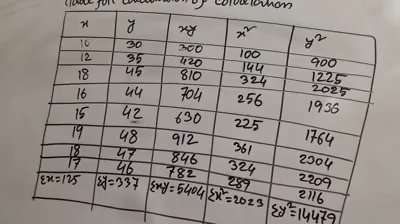 Table for calculation of correlation
x y xy x² y²
10 30 300 100 900
12 35 420 144 1225
18 45 810 324 2025
16 44 704 256 1936
15 42 630 225 1764
19 48 912 361 2304
18 47 846 324 2209
17 46 782 289 2116
Σx=125 Σy=337 Σxy=5404 Σx²=2023 Σy²=14479